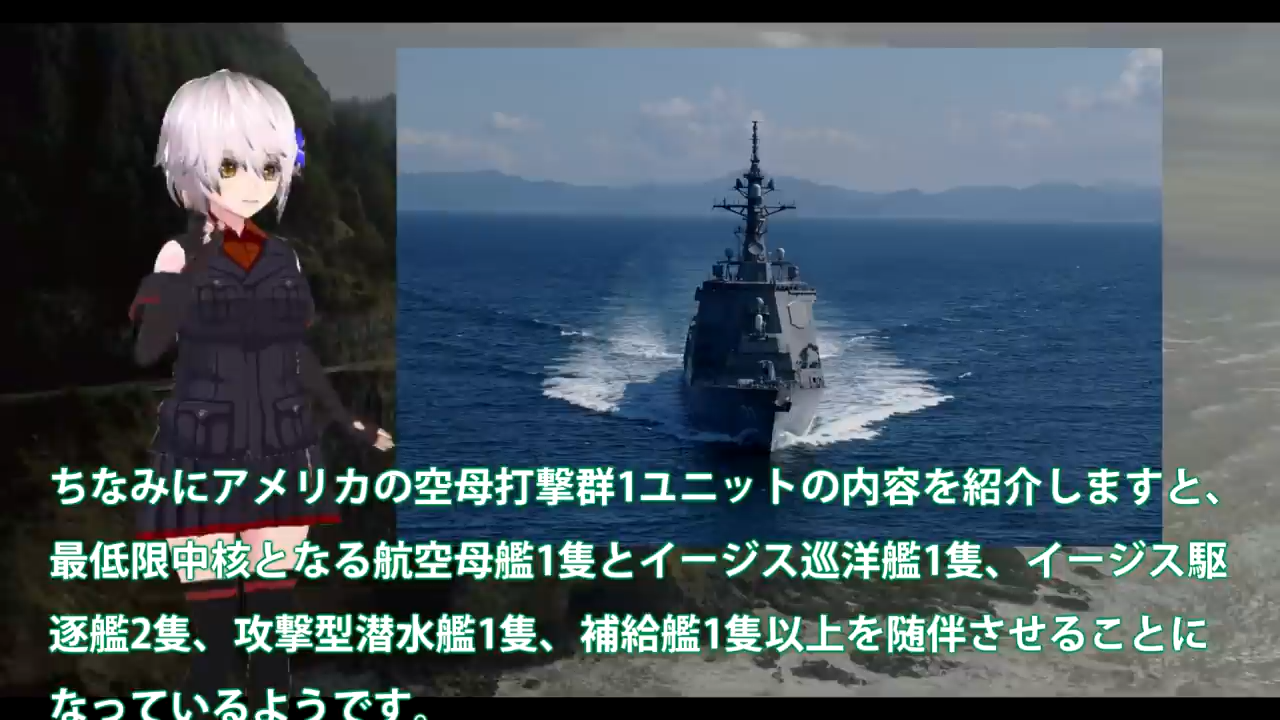 ちなみにアメリカの空母打撃群1ユニットの内容を紹介しますと、
最低限中核となる航空母艦1隻とイージス巡洋艦1隻、イージス駆
逐艦2隻、攻撃型潜水艦1隻、補給艦1隻以上を随伴させることに
なっているようです。